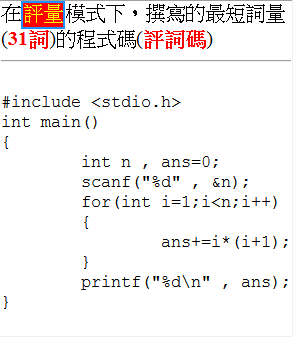 在評量模式下，撰寫的最短詞量
(31詞)的程式碼(評詞碼)
#include <stdio.h>
int main()
{
        int n , ans=0;
        scanf("%d" , &n);
        for(int i=1;i<n;i++)
        {
                ans+=i*(i+1);
        }
        printf("%d\n" , ans);
}